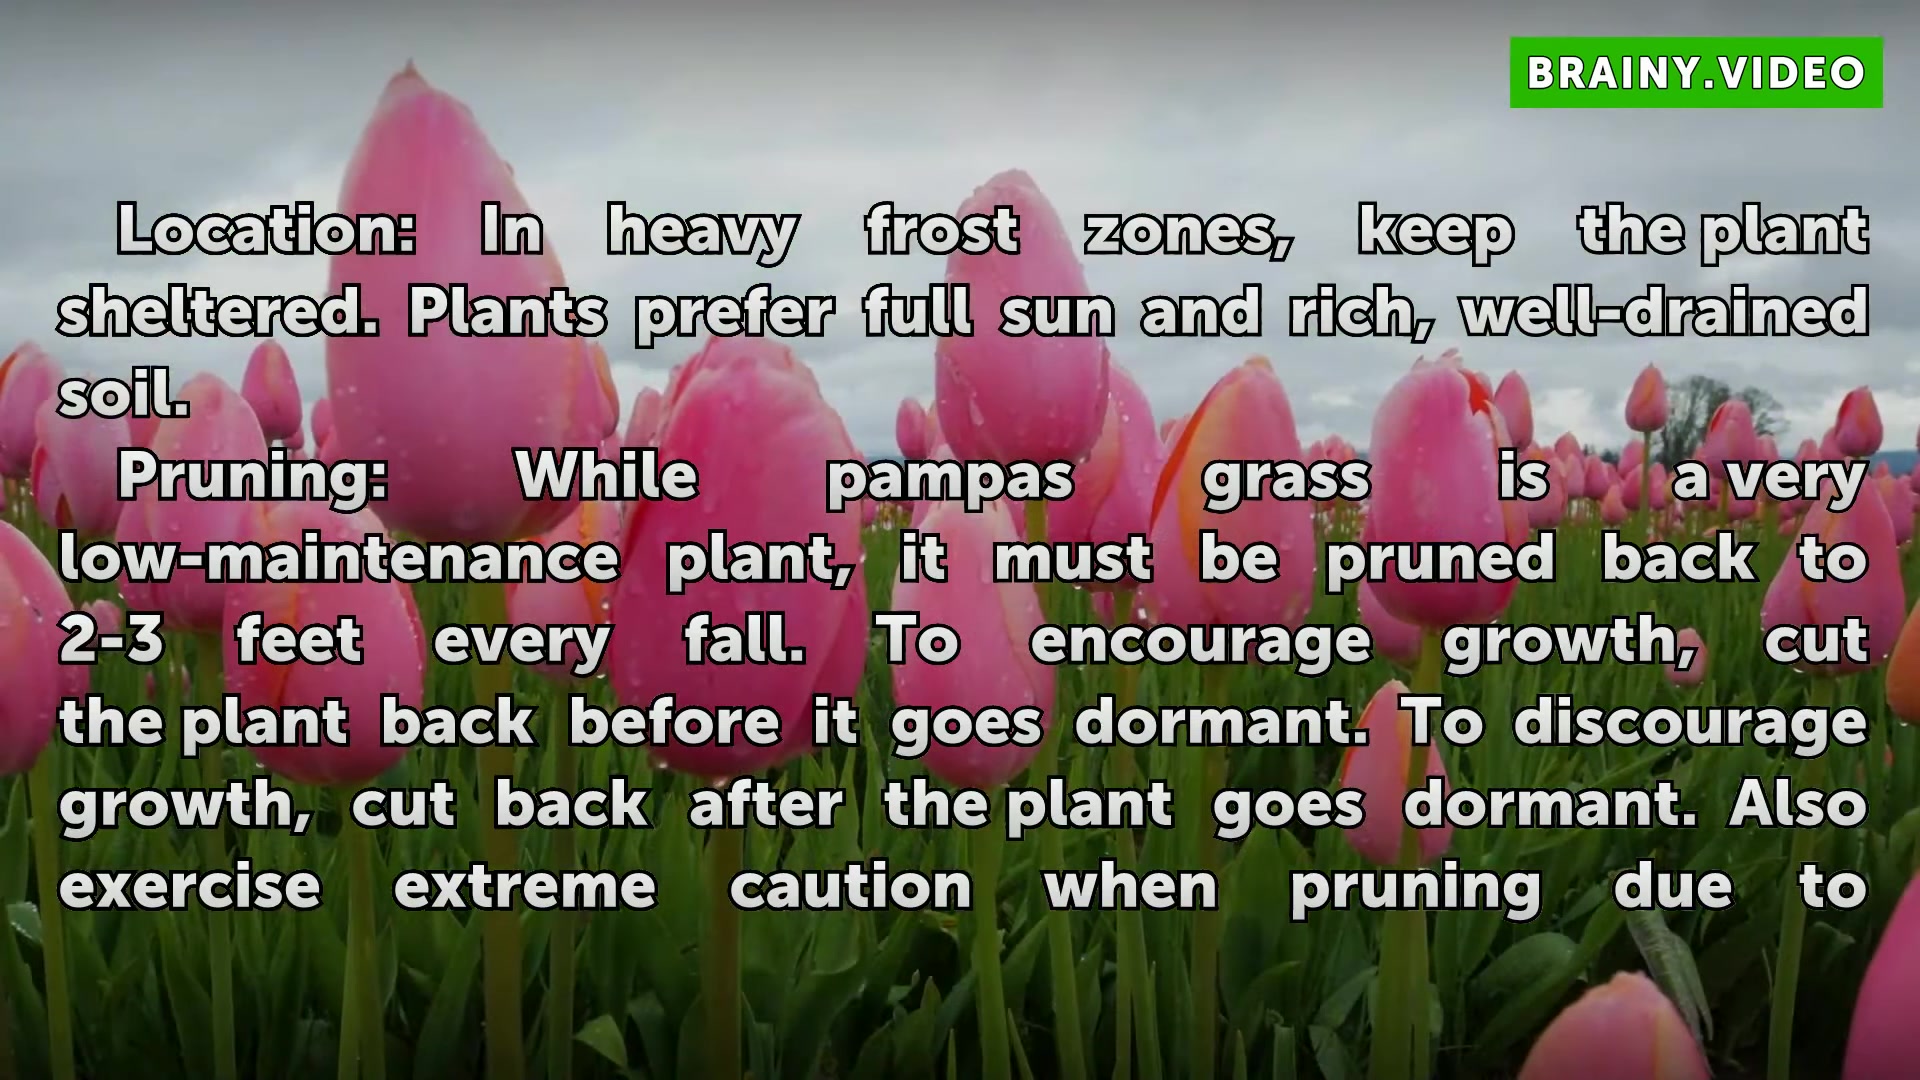 BRAINY.VIDEO
Location: In heavy frost zones, keep the plant
sheltered. Plants prefer full sun and rich, well-drained
soil.
Pruning: While pampas grass is a very
low-maintenance plant, it must be pruned back to
2-3 feet every fall. To encourage growth, cut
the plant back before it goes dormant. To discourage
growth, cut back after the plant goes dormant. Also
exercise extreme caution when pruning due to